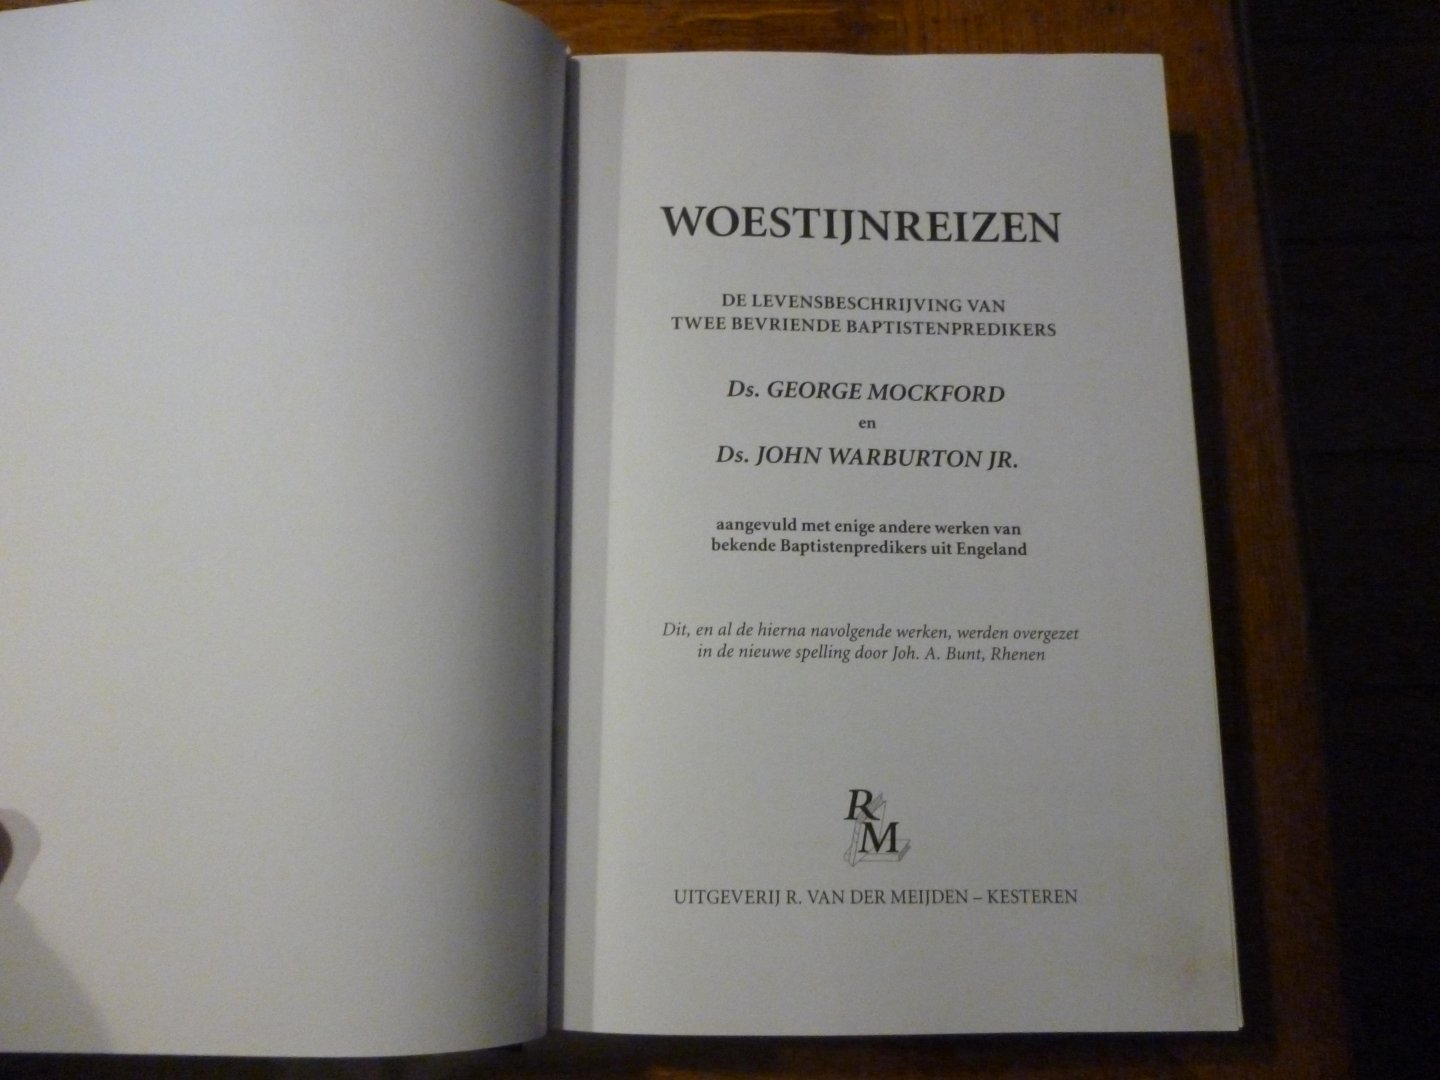 WOESTIJNREIZEN
DE LEVENSBESCHRIJVING VAN
TWEE BEVRIENDE BAPTISTENPREDIKERS
Ds. GEORGE MOCKFORD
en
Ds. JOHN WARBURTON JR.
aangevuld met enige andere werken van
bekende Baptistenpredikers uit Engeland
Dit, en al de hierna navolgende werken, werden overgezet
in de nieuwe spelling door Joh. A. Bunt, Rhenen
R
M
UITGEVERIJ R. VAN DER MEIJDEN – KESTEREN